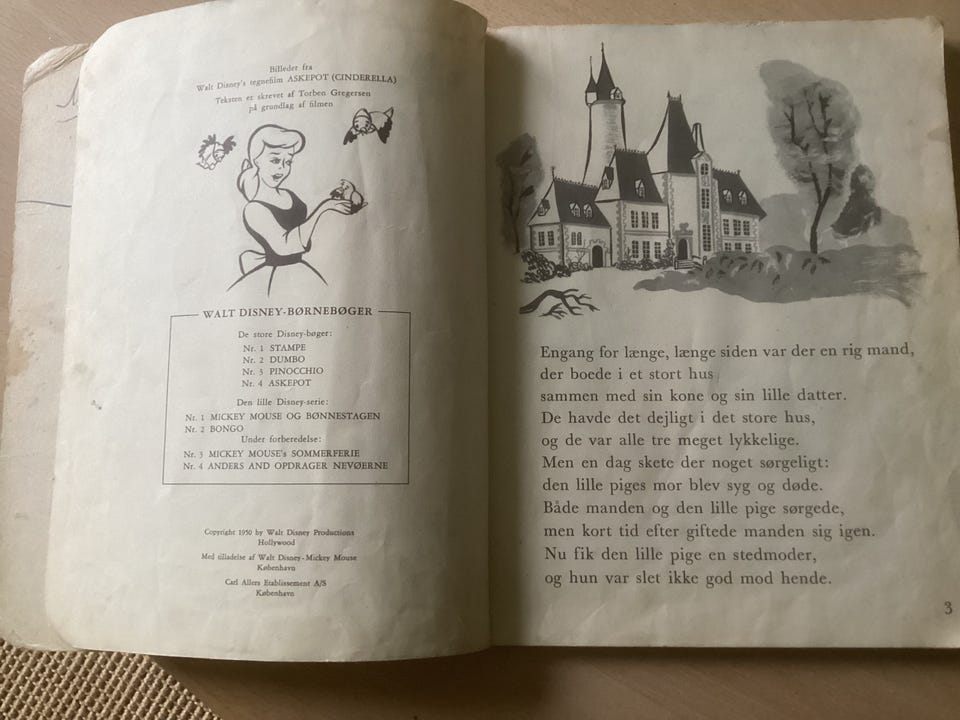 Billeder fra
Walt Disney's tegnefilm ASKEPOT (CINDERELLA)
Teksten er skrevet af Torben Gregersen
på grundlag af filmen
WALT DISNEY-BØRNEBØGER
De store Disney-bøger:
Nr. 1 STAMPE
Nr. 2 DUMBO
Nr. 3 PINOCCHIO
Nr. 4 ASKEPOT
Den lille Disney-serie:
Nr. 1 MICKEY MOUSE OG BØNNESTAGEN
Nr. 2 BONGO
Under forberedelse:
Nr. 3 MICKEY MOUSE's SOMMERFERIE
Nr. 4 ANDERS AND OPDRAGER NEVØERNE
Copyright 1950 by Walt Disney Productions
Hollywood
Med tilladelse af Walt Disney-Mickey Mouse
København
Carl Allers Etablissement A/S
København
Engang for længe, længe siden var der en rig mand,
der boede i et stort hus
sammen med sin kone og sin lille datter.
De havde det dejligt i det store hus,
og de var alle tre meget lykkelige.
Men en dag skete der noget sørgeligt:
den lille piges mor blev syg og døde.
Både manden og den lille pige sørgede,
men kort tid efter giftede manden sig igen.
Nu fik den lille pige en stedmoder,
og hun var slet ikke god mod hende.
3